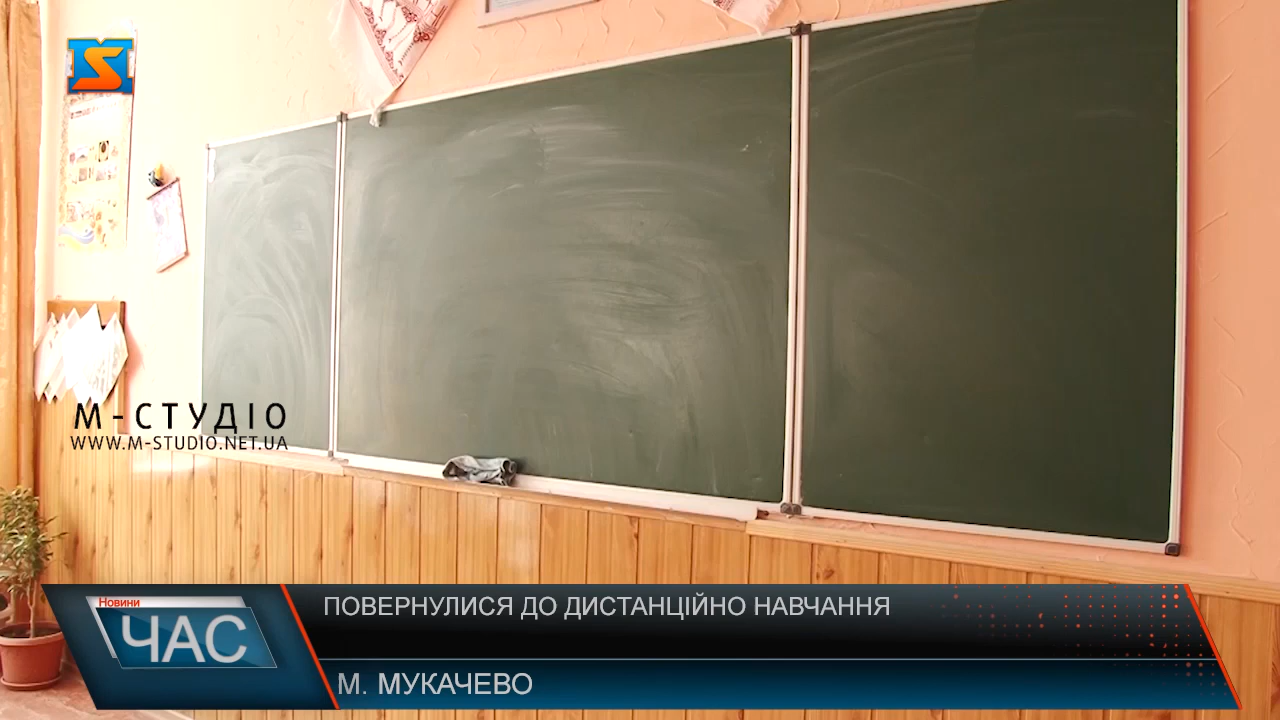 М-СТУДІО
WWW.M-STUDIO.NET.UA
Новини
ЧАС
ПОВЕРНУЛИСЯ ДО ДИСТАНЦІЙНО НАВЧАННЯ
М. МУКАЧЕВО